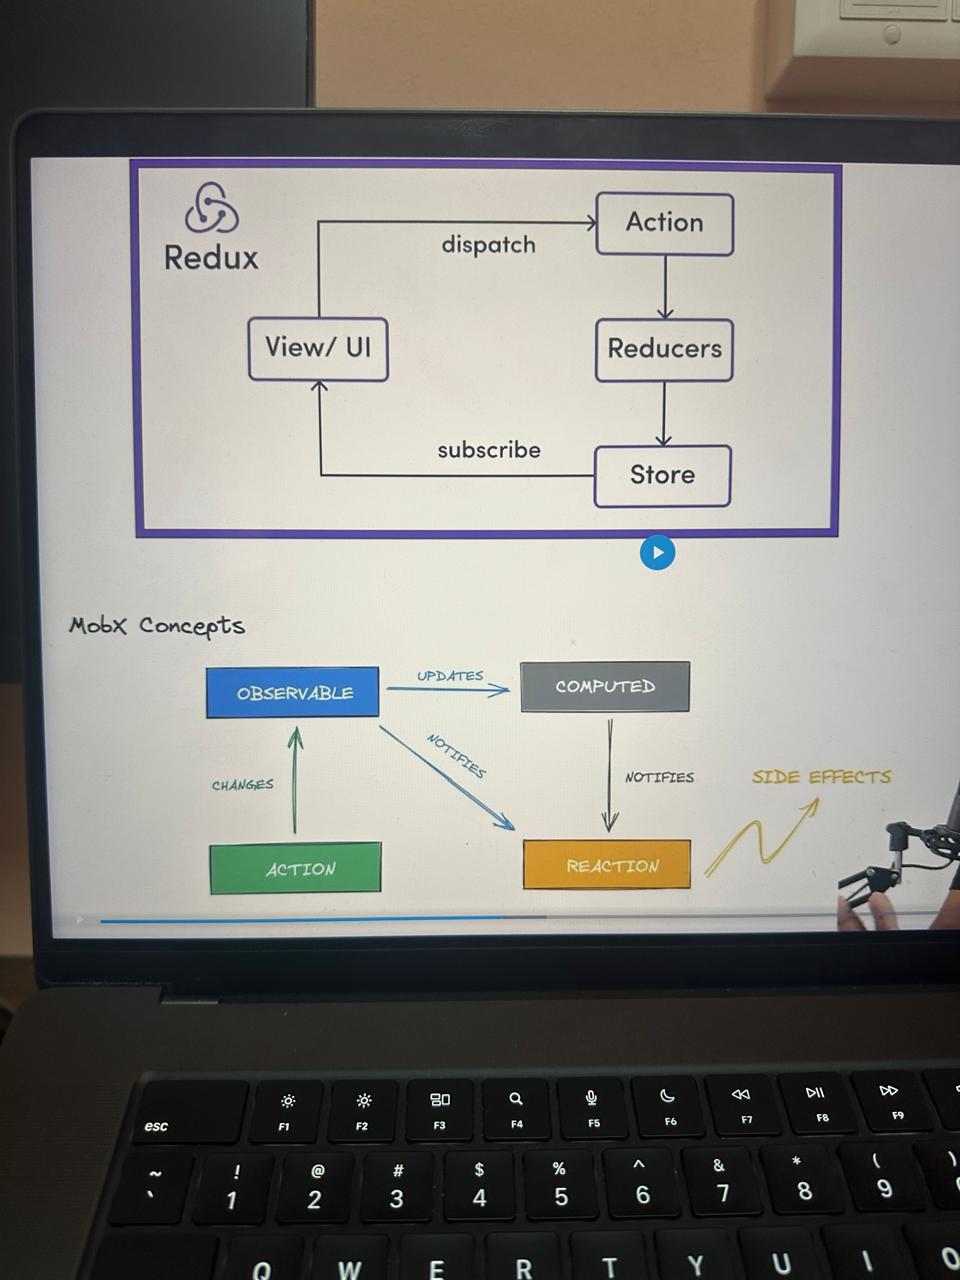 Redux
dispatch
Action
View/ UI
Reducers
subscribe
Store
MobX Concepts
OBSERVABLE
UPDATES
COMPUTED
NOTIFIES
CHANGES
NOTIFIES
SIDE EFFECTS
ACTION
REACTION
esc
F1
F2
F3
F4
F5
F6
F7
F8
F9
~ ! @ # $ % ^ & * ( )
` 1 2 3 4 5 6 7 8 9
Q W E R T Y U I O